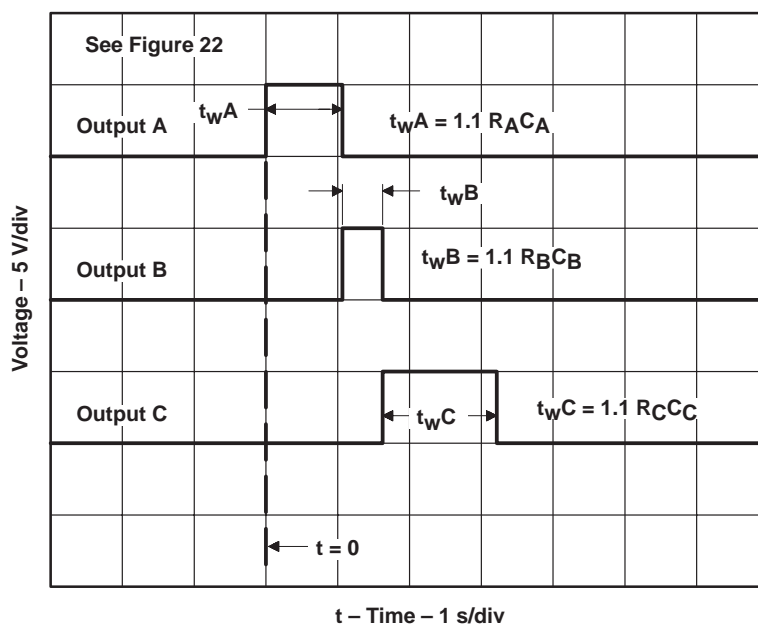 See Figure 22
twA
Output A
twA = 1.1 RACA
twB
Output B
twB = 1.1 RBCB
Output C
twC
twC = 1.1 RCCC
t = 0
Voltage – 5 V/div
t – Time – 1 s/div